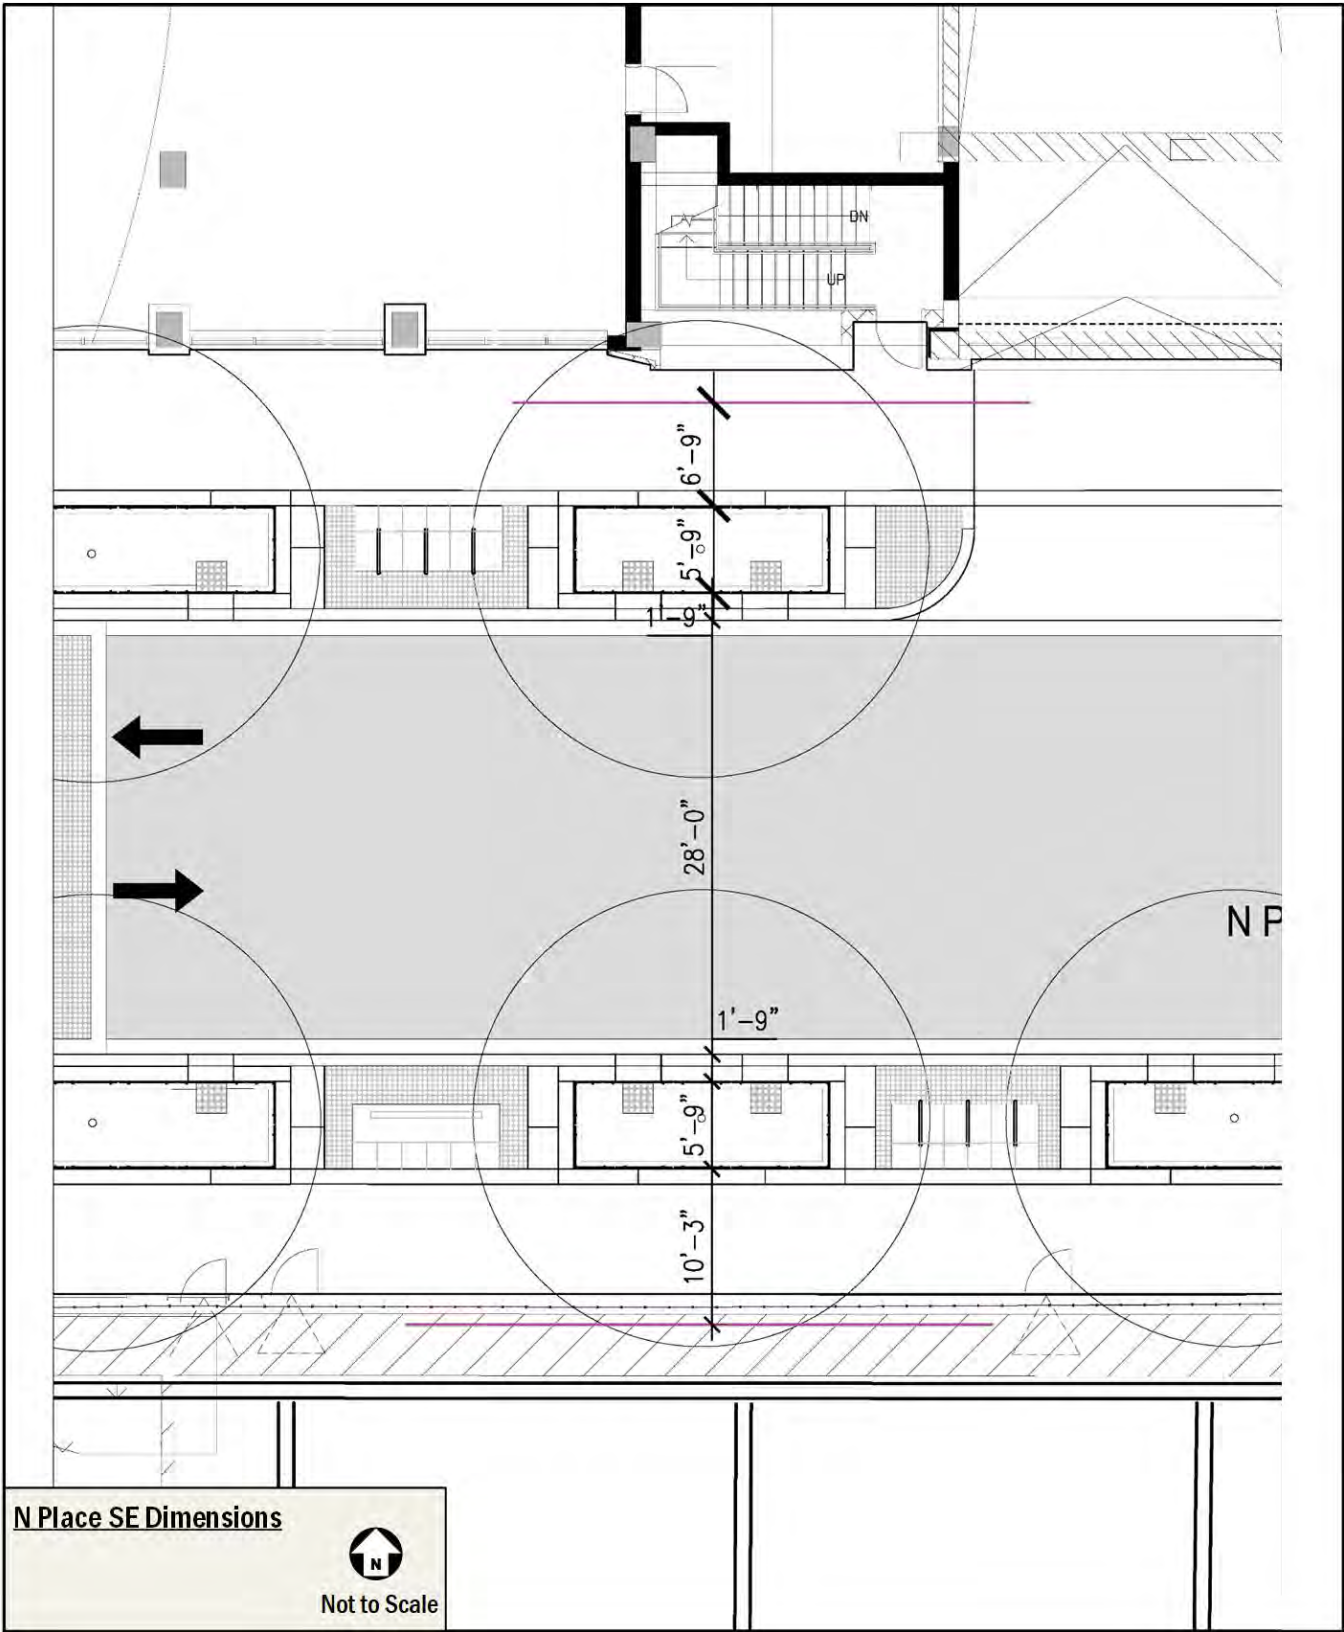 DN
UP
6'-9"
5'-9"
1'-9"
28'-0"
N P
1'-9"
5'-9"
10'-3"
N Place SE Dimensions
N
Not to Scale